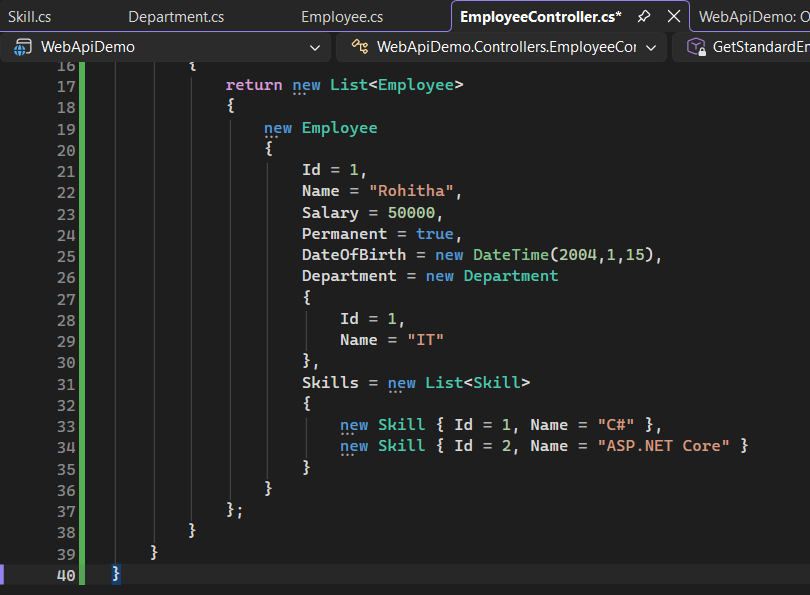 Skill.cs Department.cs Employee.cs EmployeeController.cs* WebApiDemo: O
WebApiDemo WebApiDemo.Controllers.EmployeeCor GetStandardEm
16 {
17 return new List<Employee>
18 {
19 new Employee
20 {
21 Id = 1,
22 Name = "Rohitha",
23 Salary = 50000,
24 Permanent = true,
25 DateOfBirth = new DateTime(2004,1,15),
26 Department = new Department
27 {
28 Id = 1,
29 Name = "IT"
30 },
31 Skills = new List<Skill>
32 {
33 new Skill { Id = 1, Name = "C#" },
34 new Skill { Id = 2, Name = "ASP.NET Core" }
35 }
36 }
37 };
38 }
39 }
40 }